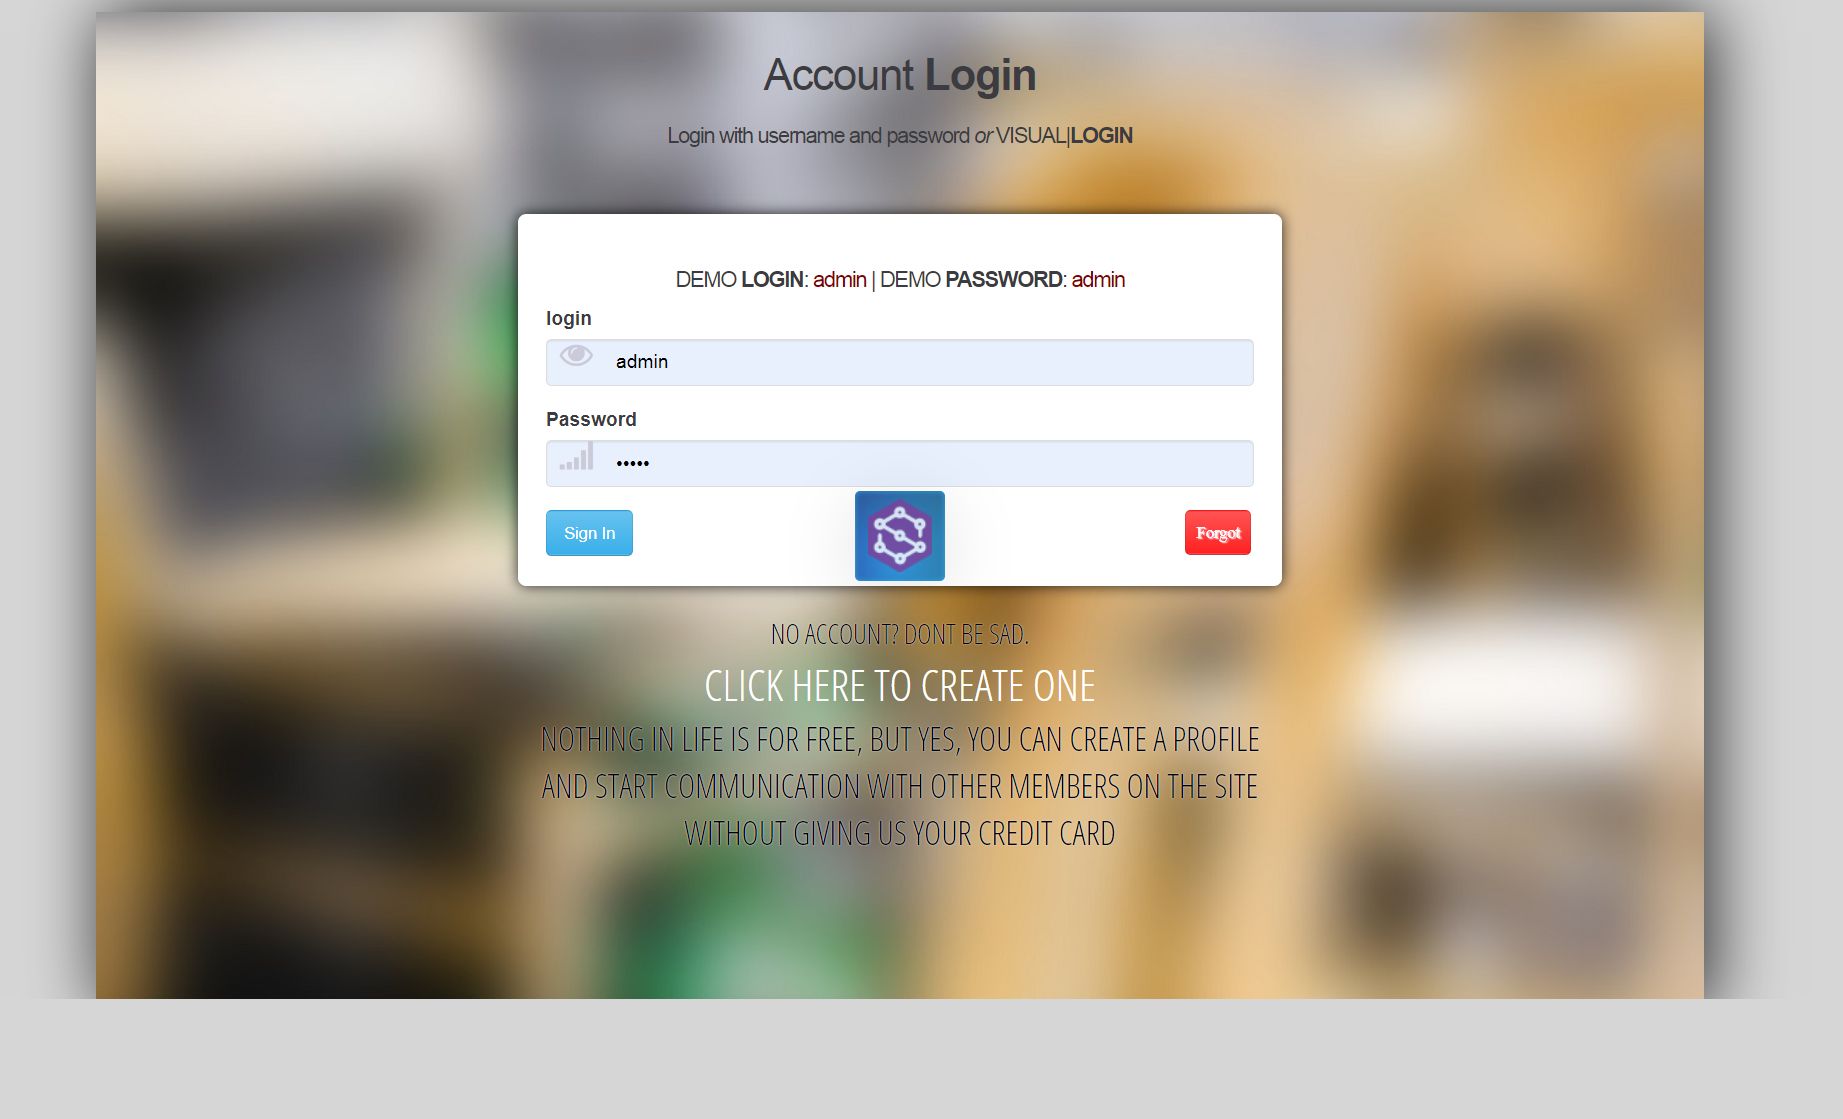 Account Login
Login with username and password or VISUAL|LOGIN
DEMO LOGIN: admin | DEMO PASSWORD: admin
login
admin
Password
•••••
Sign In
Forgot
NO ACCOUNT? DONT BE SAD.
CLICK HERE TO CREATE ONE
NOTHING IN LIFE IS FOR FREE, BUT YES, YOU CAN CREATE A PROFILE
AND START COMMUNICATION WITH OTHER MEMBERS ON THE SITE
WITHOUT GIVING US YOUR CREDIT CARD